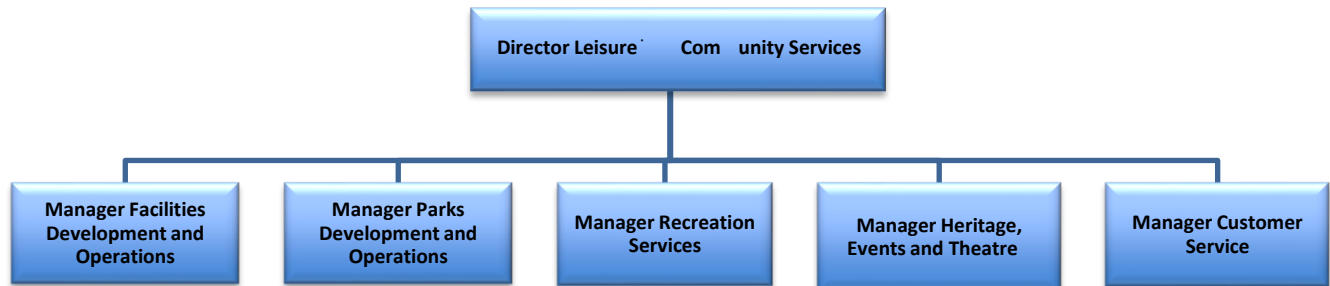 Director Leisure Com unity Services
Manager Facilities
Development and
Operations
Manager Parks
Development and
Operations
Manager Recreation
Services
Manager Heritage,
Events and Theatre
Manager Customer
Service